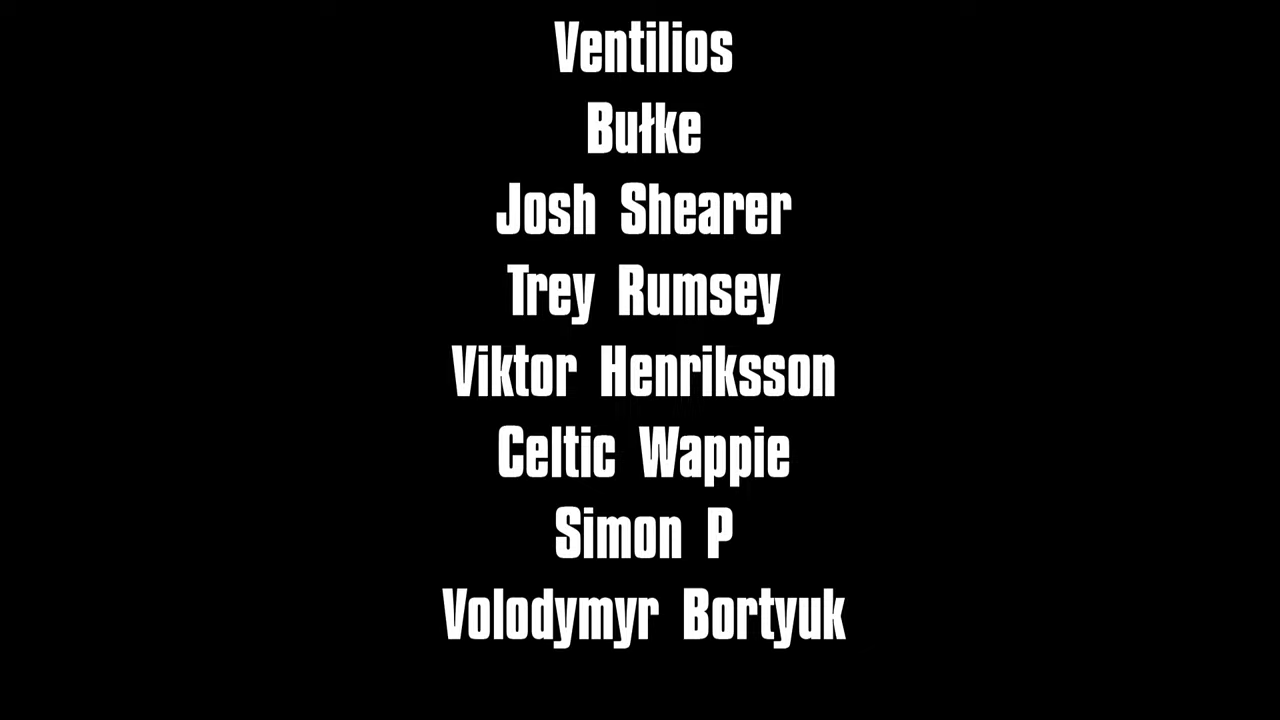 Ventilios
Bułke
Josh Shearer
Trey Rumsey
Viktor Henriksson
Celtic Wappie
Simon P
Volodymyr Bortyuk